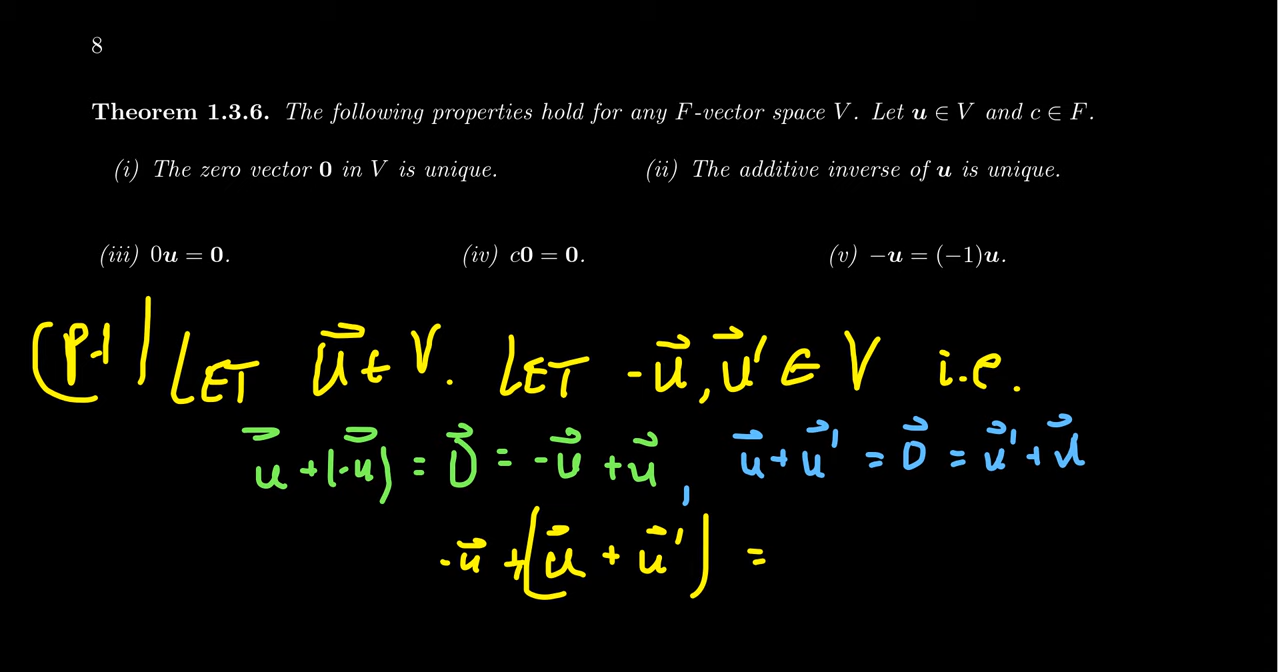 8
Theorem 1.3.6. The following properties hold for any F-vector space V. Let u ∈ V and c ∈ F.
(i) The zero vector 0 in V is unique. (ii) The additive inverse of u is unique.
(iii) 0u = 0. (iv) c0 = 0. (v) −u = (−1)u.
LET u⃗ ∈ V. LET -u⃗, u⃗' ∈ V i.e.
u⃗ + (-u⃗) = 0⃗ = -u⃗ + u⃗, u⃗ + u⃗' = 0⃗ = u⃗' + u⃗
-u⃗ + (u⃗ + u⃗') =